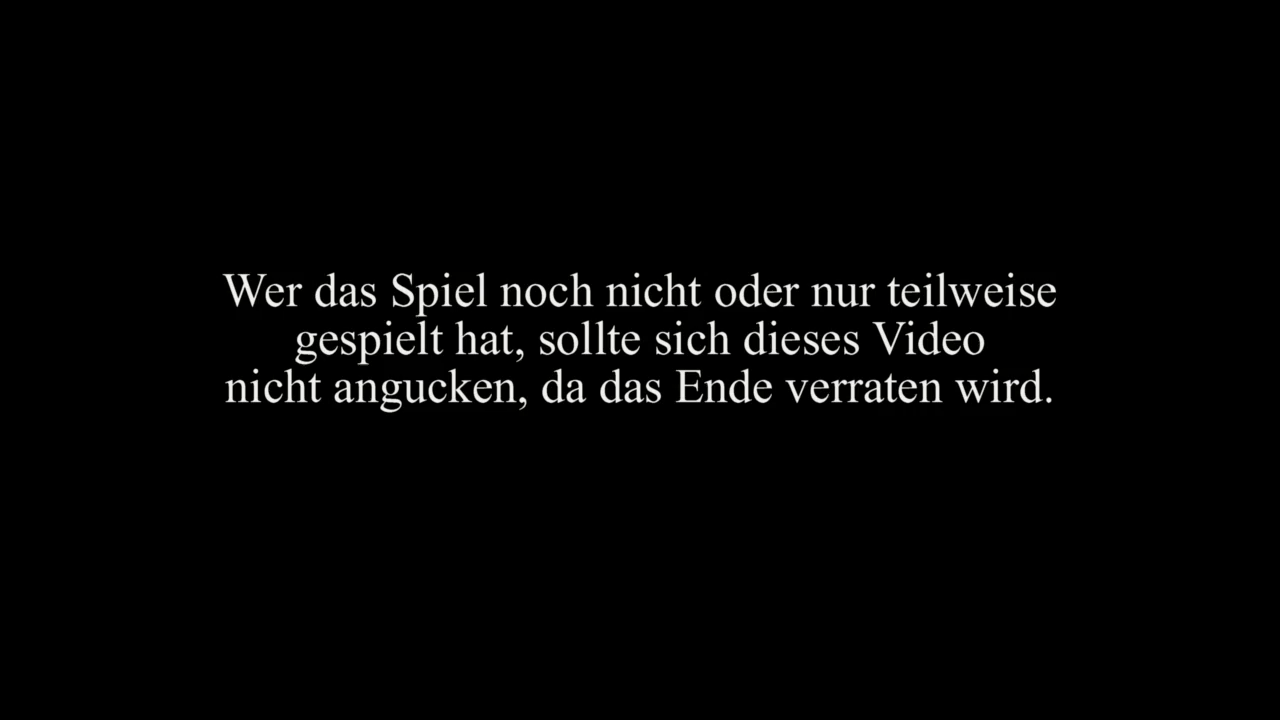 Wer das Spiel noch nicht oder nur teilweise
gespielt hat, sollte sich dieses Video
nicht angucken, da das Ende verraten wird.